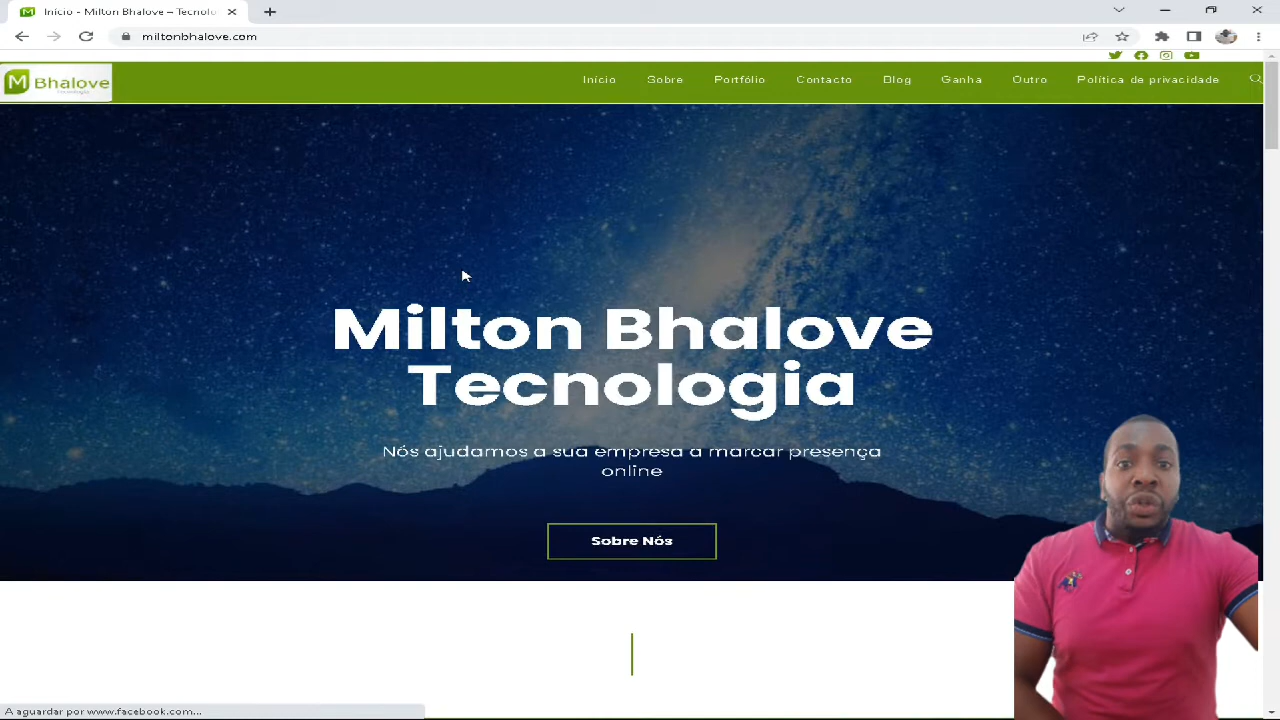 Início - Milton Bhalove – Tecnolo
miltonbhalove.com
M Bhalove
Tecnologia
Início Sobre Portfólio Contacto Blog Ganha Outro Política de privacidade
Milton Bhalove
Tecnologia
Nós ajudamos a sua empresa a marcar presença
online
Sobre Nós
A aguardar por www.facebook.com...